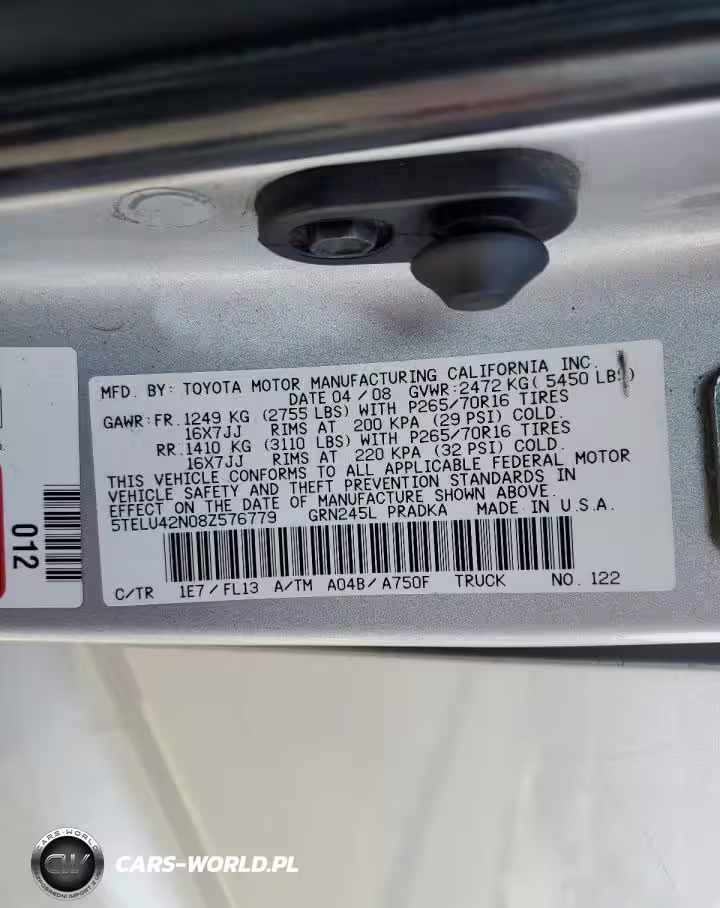 MFD. BY: TOYOTA MOTOR MANUFACTURING CALIFORNIA INC.
DATE 04 / 08 GVWR:2472 KG( 5450 LBS)
GAWR:FR.1249 KG (2755 LBS) WITH P265/70R16 TIRES
16X7JJ RIMS AT 200 KPA (29 PSI) COLD.
RR.1410 KG (3110 LBS) WITH P265/70R16 TIRES
16X7JJ RIMS AT 220 KPA (32 PSI) COLD.
THIS VEHICLE CONFORMS TO ALL APPLICABLE FEDERAL MOTOR
VEHICLE SAFETY AND THEFT PREVENTION STANDARDS IN
EFFECT ON THE DATE OF MANUFACTURE SHOWN ABOVE.
5TELU42N08Z576779 GRN245L PRADKA MADE IN U.S.A.
C/TR 1E7/FL13 A/TM A04B/A750F TRUCK NO. 122
012
CARS-WORLD
CW
CARS-WORLD.PL